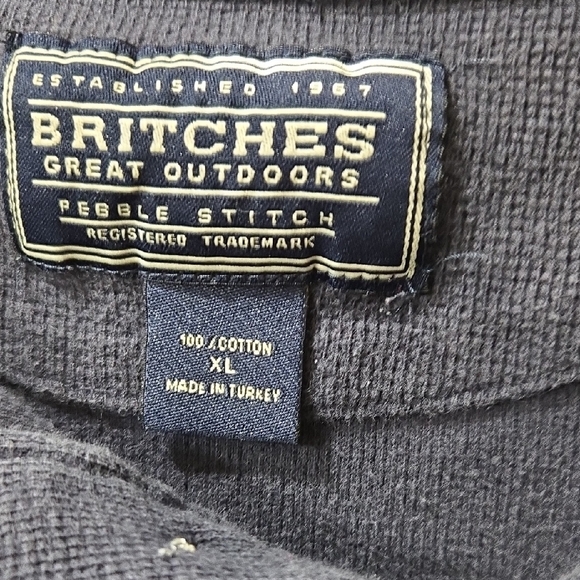 ESTABLISHED 1967
BRITCHES
GREAT OUTDOORS
PEBBLE STITCH
REGISTERED TRADEMARK
100% COTTON
XL
MADE IN TURKEY